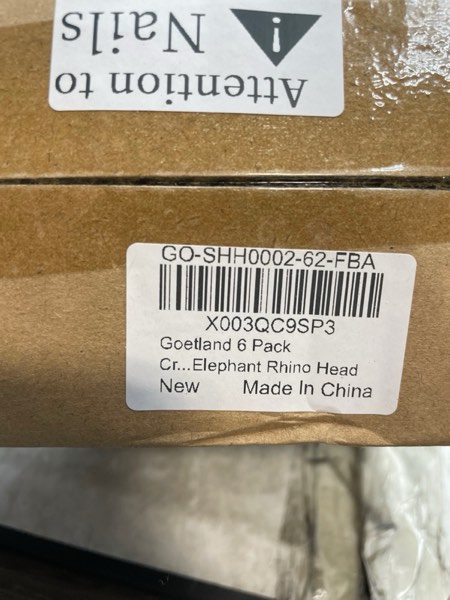 Attention to
Nails
GO-SHH0002-62-FBA
X003QC9SP3
Goetland 6 Pack
Cr...Elephant Rhino Head
New Made In China